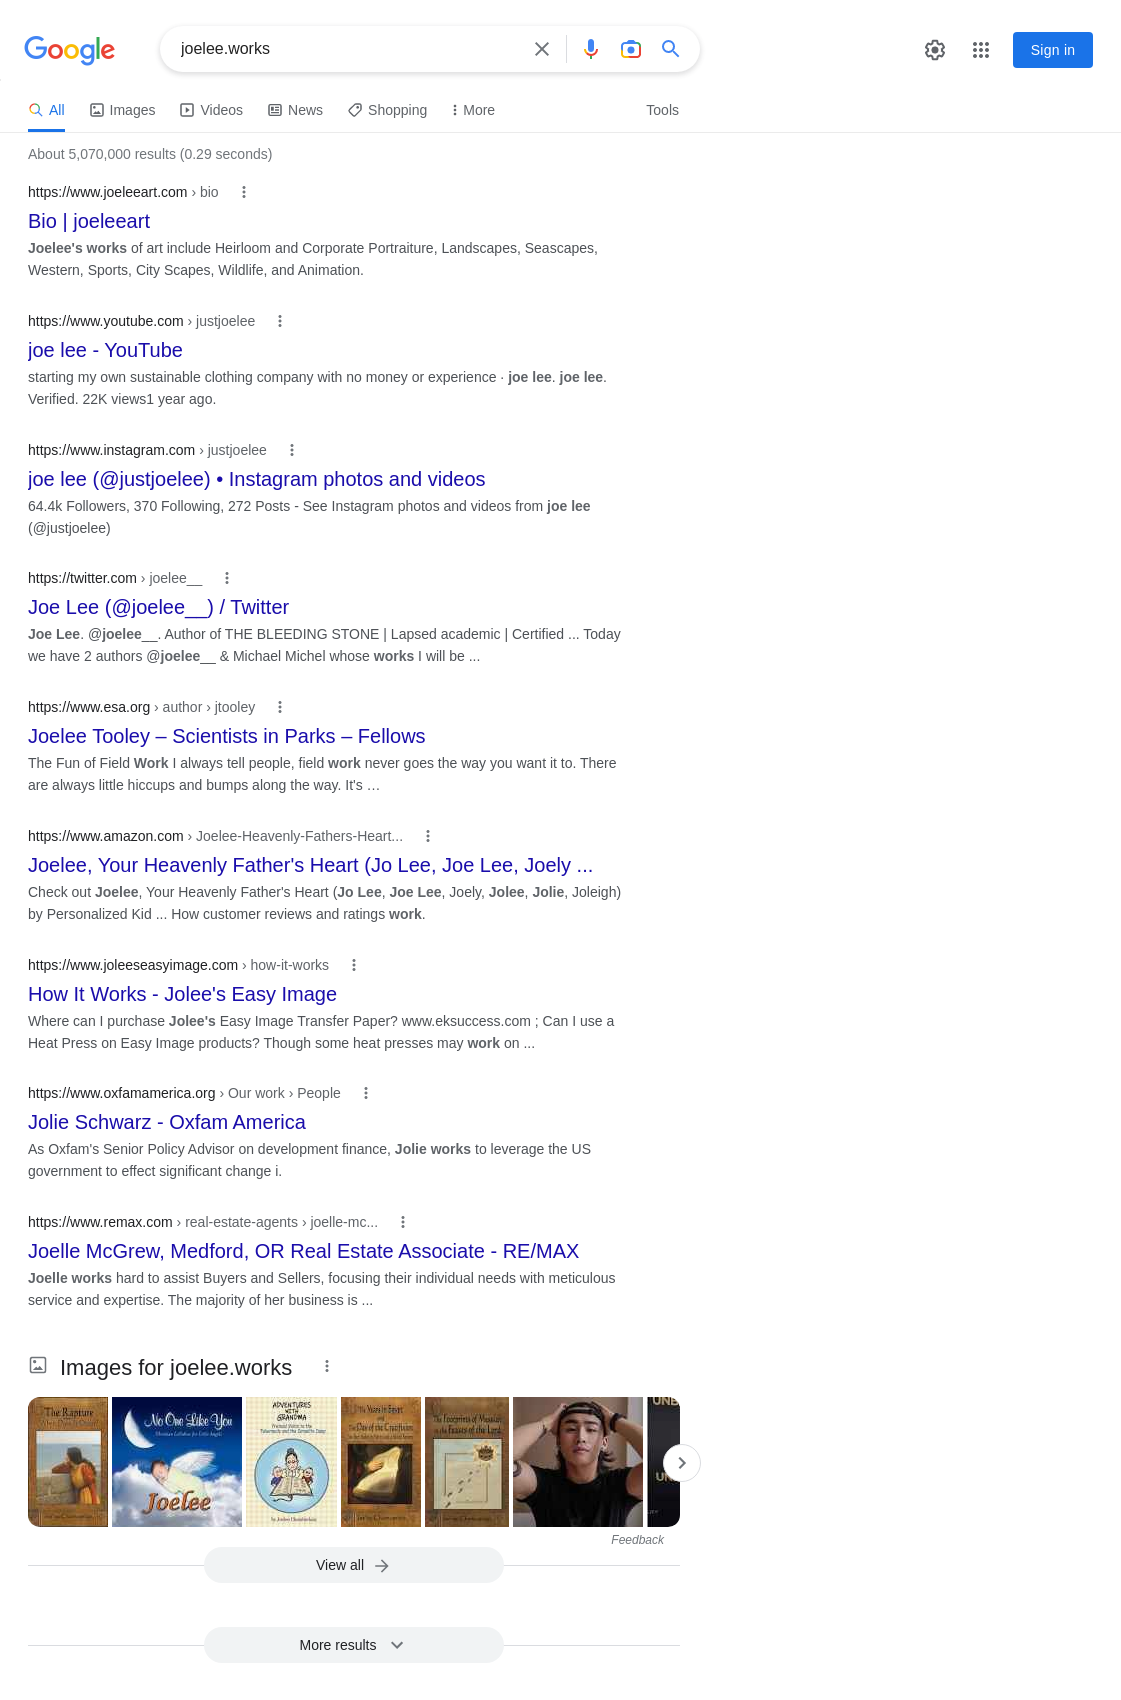 Google
joelee.works
Sign in
All
Images
Videos
News
Shopping
More
Tools
About 5,070,000 results (0.29 seconds)
https://www.joeleeart.com › bio
Bio | joeleeart
Joelee's works of art include Heirloom and Corporate Portraiture, Landscapes, Seascapes,
Western, Sports, City Scapes, Wildlife, and Animation.
https://www.youtube.com › justjoelee
joe lee - YouTube
starting my own sustainable clothing company with no money or experience · joe lee. joe lee.
Verified. 22K views1 year ago.
https://www.instagram.com › justjoelee
joe lee (@justjoelee) • Instagram photos and videos
64.4k Followers, 370 Following, 272 Posts - See Instagram photos and videos from joe lee
(@justjoelee)
https://twitter.com › joelee__
Joe Lee (@joelee__) / Twitter
Joe Lee. @joelee__. Author of THE BLEEDING STONE | Lapsed academic | Certified ... Today
we have 2 authors @joelee__ & Michael Michel whose works I will be ...
https://www.esa.org › author › jtooley
Joelee Tooley – Scientists in Parks – Fellows
The Fun of Field Work I always tell people, field work never goes the way you want it to. There
are always little hiccups and bumps along the way. It's …
https://www.amazon.com › Joelee-Heavenly-Fathers-Heart...
Joelee, Your Heavenly Father's Heart (Jo Lee, Joe Lee, Joely ...
Check out Joelee, Your Heavenly Father's Heart (Jo Lee, Joe Lee, Joely, Jolee, Jolie, Joleigh)
by Personalized Kid ... How customer reviews and ratings work.
https://www.joleeseasyimage.com › how-it-works
How It Works - Jolee's Easy Image
Where can I purchase Jolee's Easy Image Transfer Paper? www.eksuccess.com ; Can I use a
Heat Press on Easy Image products? Though some heat presses may work on ...
https://www.oxfamamerica.org › Our work › People
Jolie Schwarz - Oxfam America
As Oxfam's Senior Policy Advisor on development finance, Jolie works to leverage the US
government to effect significant change i.
https://www.remax.com › real-estate-agents › joelle-mc...
Joelle McGrew, Medford, OR Real Estate Associate - RE/MAX
Joelle works hard to assist Buyers and Sellers, focusing their individual needs with meticulous
service and expertise. The majority of her business is ...
Images for joelee.works
The Rapture
No One Like You
Joelee
ADVENTURES
WITH
GRANDMA
The Footprints of Messiah
in the Feasts of the Lord
Feedback
View all
More results